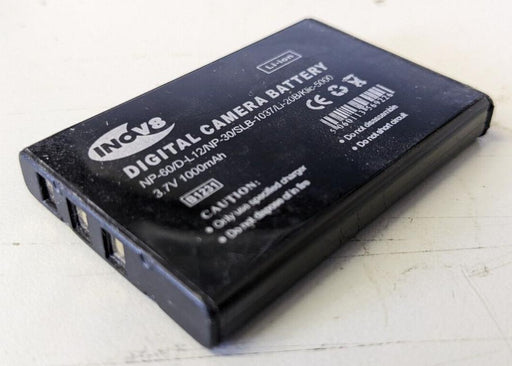 Li-ion
INOV8
DIGITAL CAMERA BATTERY
NP-60/D-L12/NP-30/SLB-1037/Li-20B/Klic-5000
3.7V 1000mAh
B1221
CAUTION:
• Only use specified charger
• Do not dispose of in fire
• Do not disassemble.
• Do not short circuit.
CE